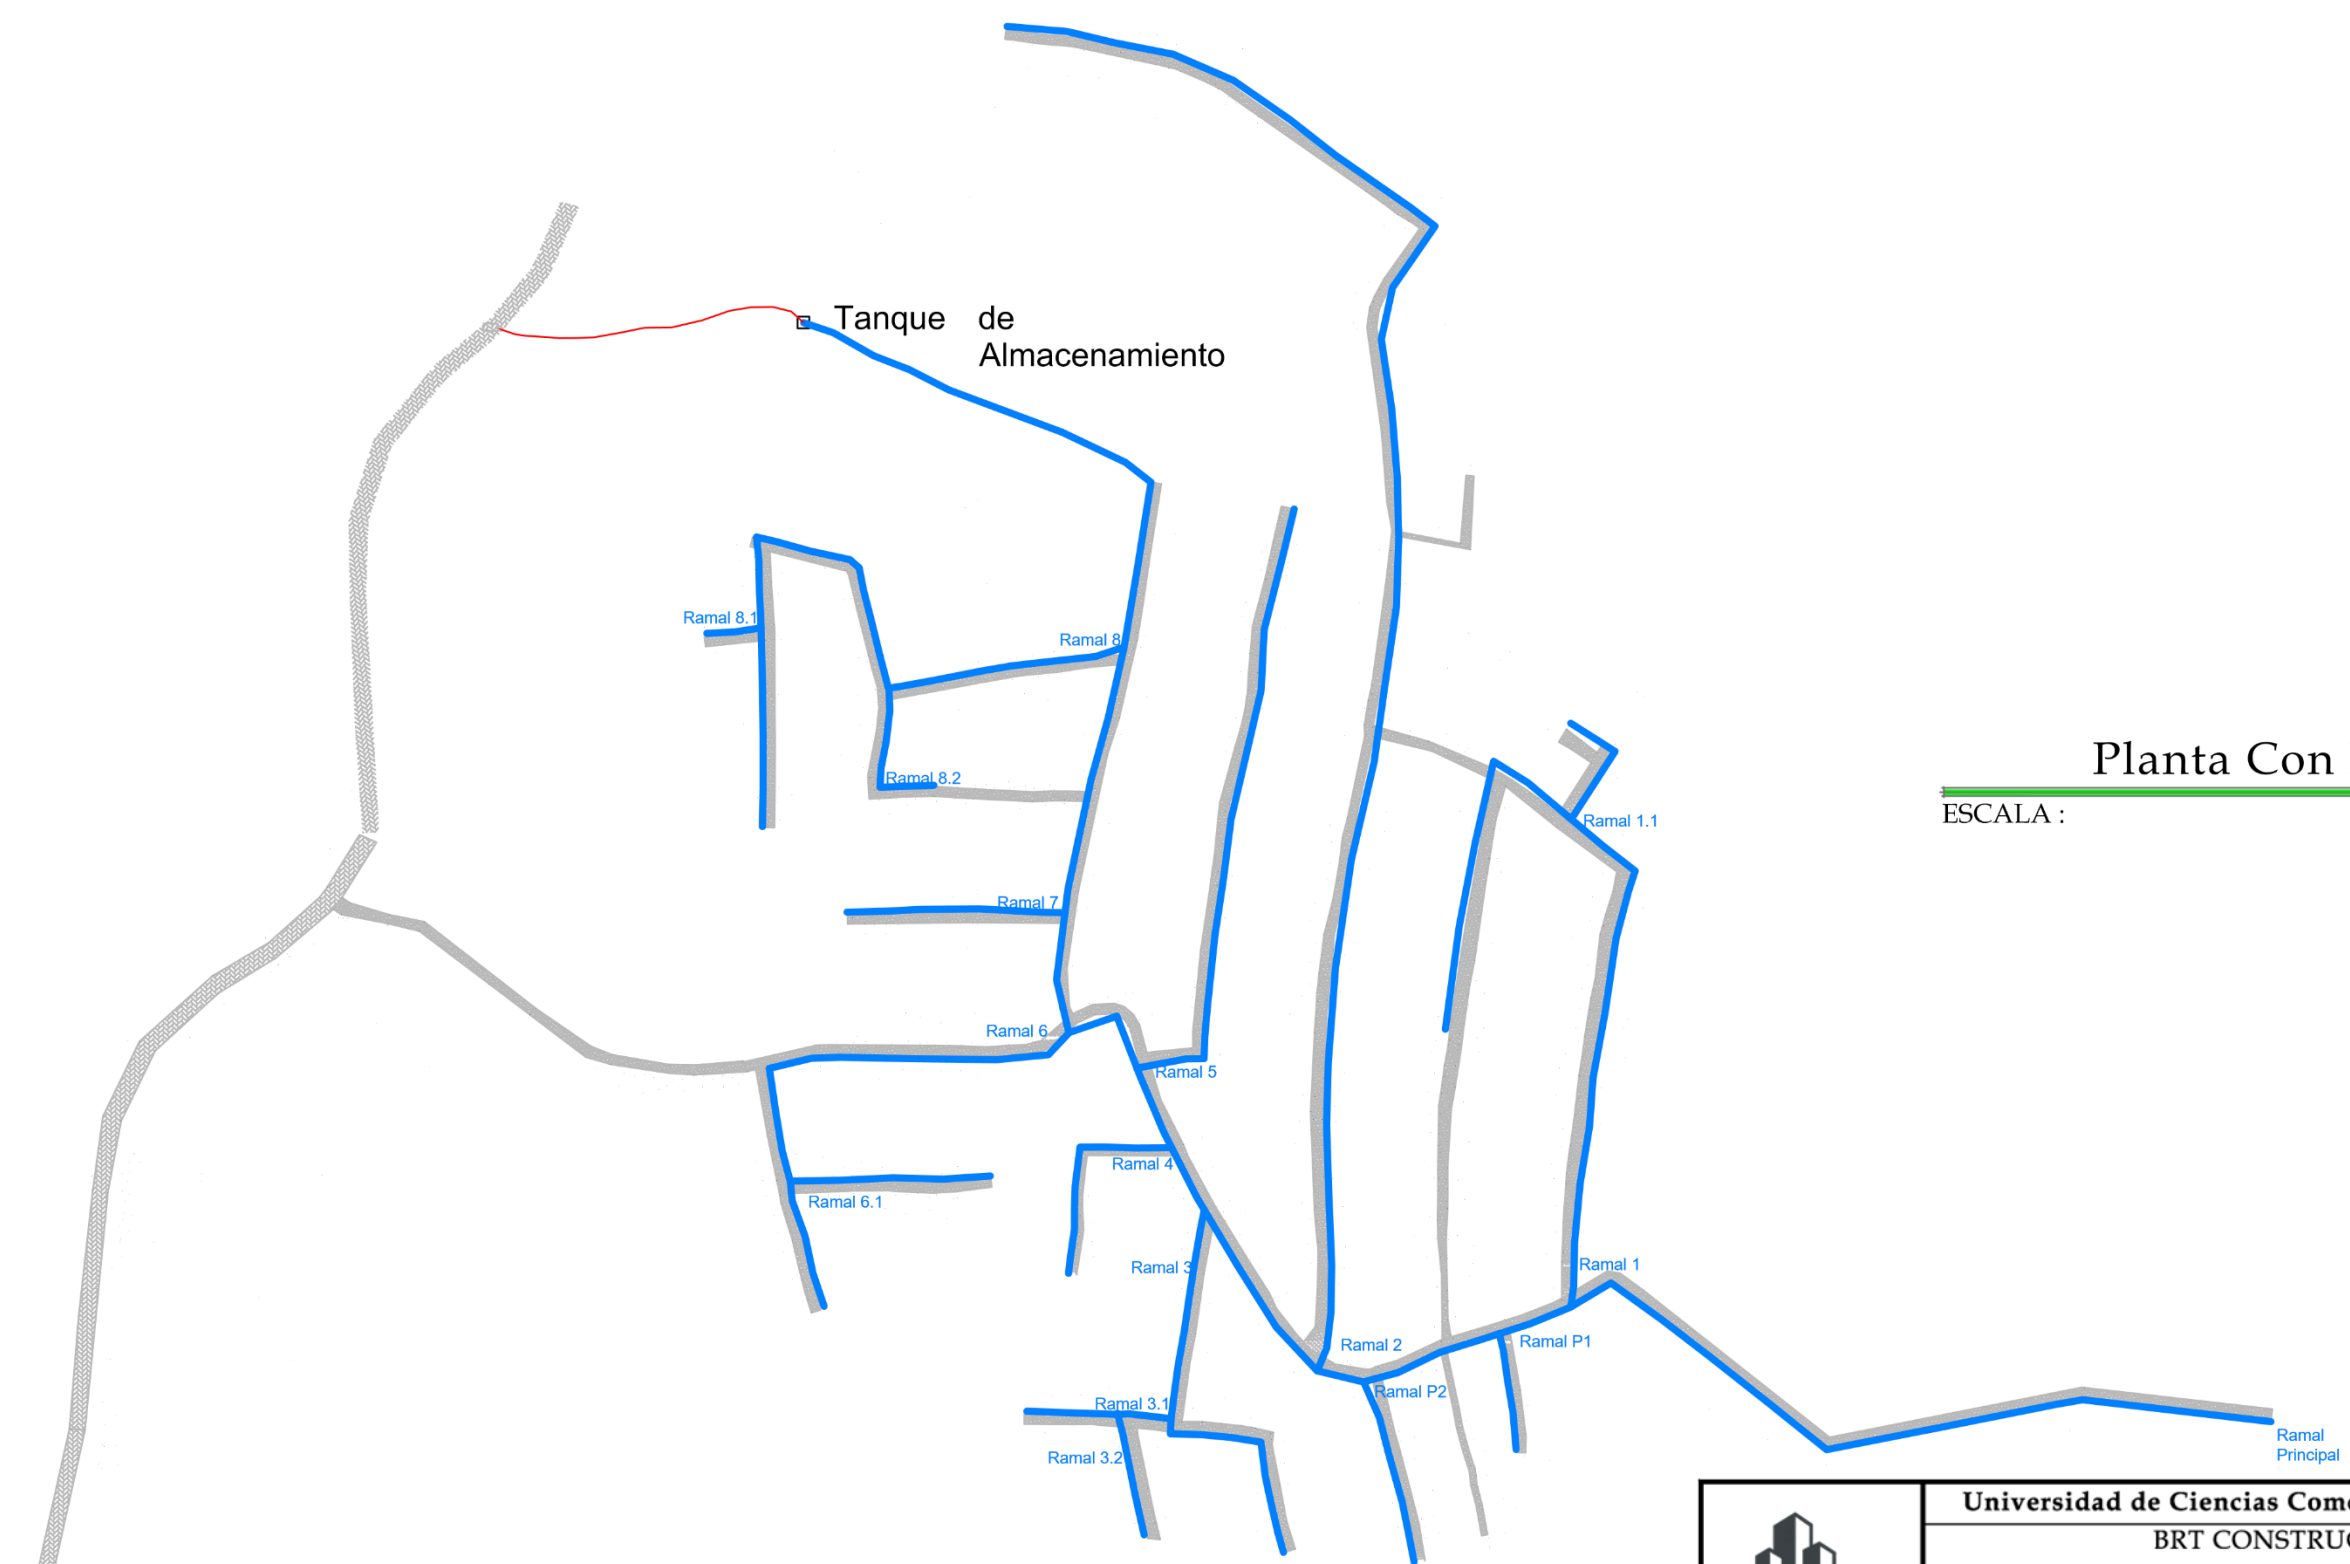 Tanque de
Almacenamiento
Ramal 8.1
Ramal 8
Ramal 8.2
Planta Con
ESCALA :
Ramal 1.1
Ramal 7
Ramal 6
Ramal 5
Ramal 4
Ramal 6.1
Ramal 3
Ramal 1
Ramal 2
Ramal P1
Ramal P2
Ramal 3.1
Ramal 3.2
Ramal
Principal
Universidad de Ciencias Com
BRT CONSTRU